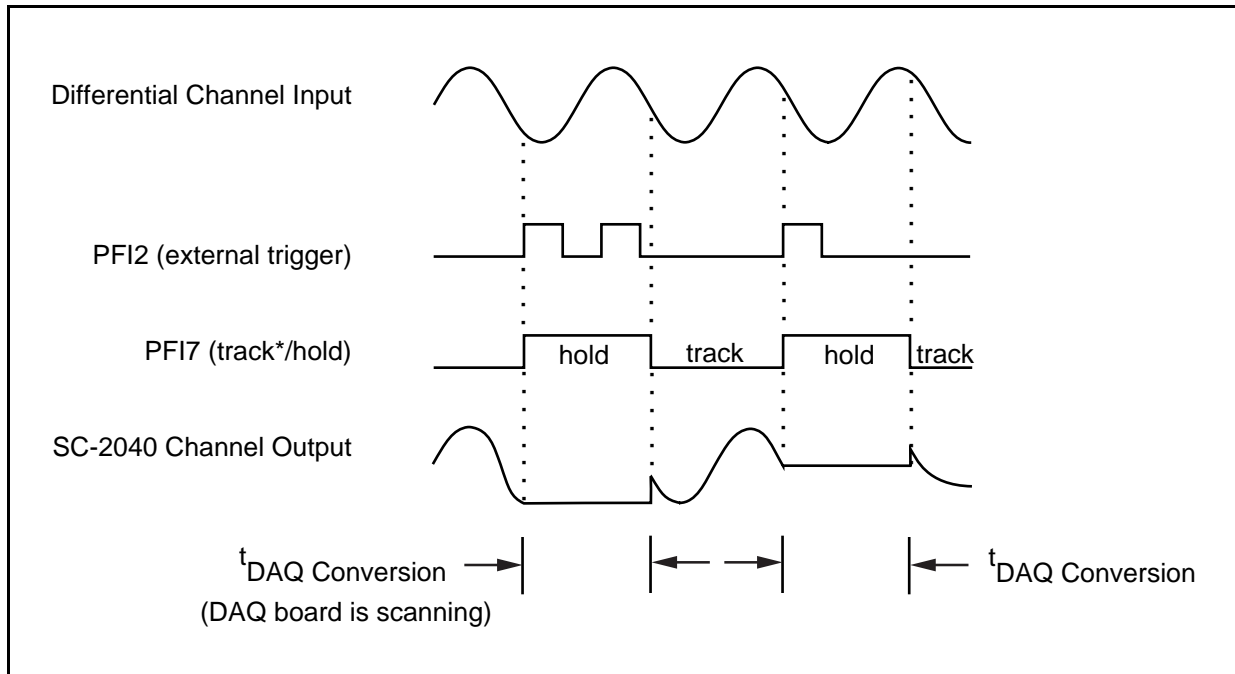 Differential Channel Input
PFI2 (external trigger)
PFI7 (track*/hold)
hold
track
hold
track
SC-2040 Channel Output
tDAQ Conversion
(DAQ board is scanning)
tDAQ Conversion